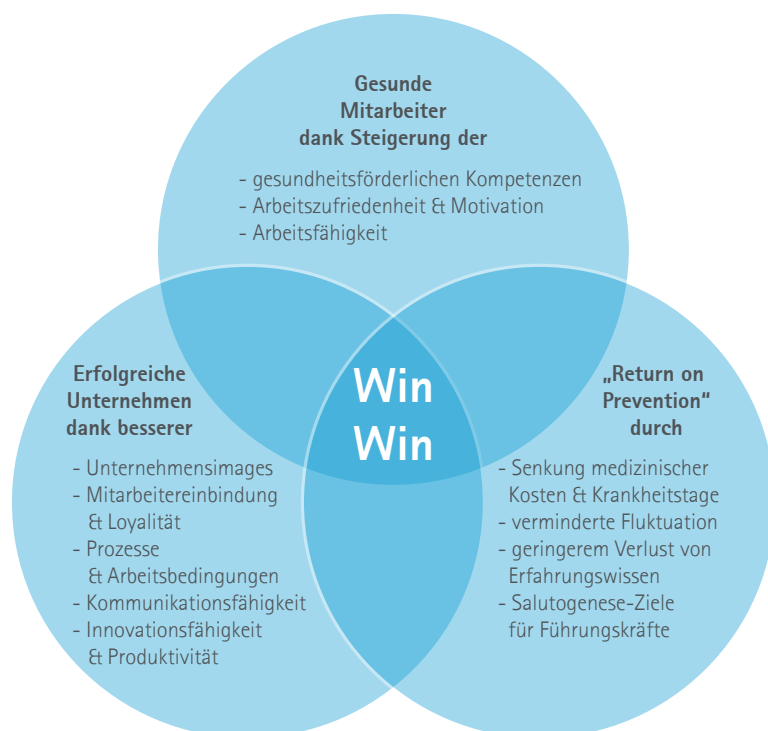 Gesunde
Mitarbeiter
dank Steigerung der
- gesundheitsförderlichen Kompetenzen
- Arbeitszufriedenheit & Motivation
- Arbeitsfähigkeit
Win
Win
Erfolgreiche
Unternehmen
dank besserer
- Unternehmensimages
- Mitarbeitereinbindung
& Loyalität
- Prozesse
& Arbeitsbedingungen
- Kommunikationsfähigkeit
- Innovationsfähigkeit
& Produktivität
„Return on
Prevention“
durch
- Senkung medizinischer
Kosten & Krankheitstage
- verminderte Fluktuation
- geringerem Verlust von
Erfahrungswissen
- Salutogenese-Ziele
für Führungskräfte